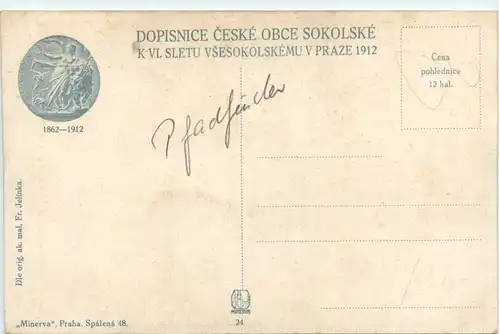 DOPISNICE ČESKÉ OBCE SOKOLSKÉ
K VI. SLETU VŠESOKOLSKÉMU V PRAZE 1912
Cena
pohlednice
12 hal.
1862—1912
Pfadfinder
Dle orig. ak. mal. Fr. Jelínka.
„Minerva", Praha, Spálená 48.
MINERVA
24